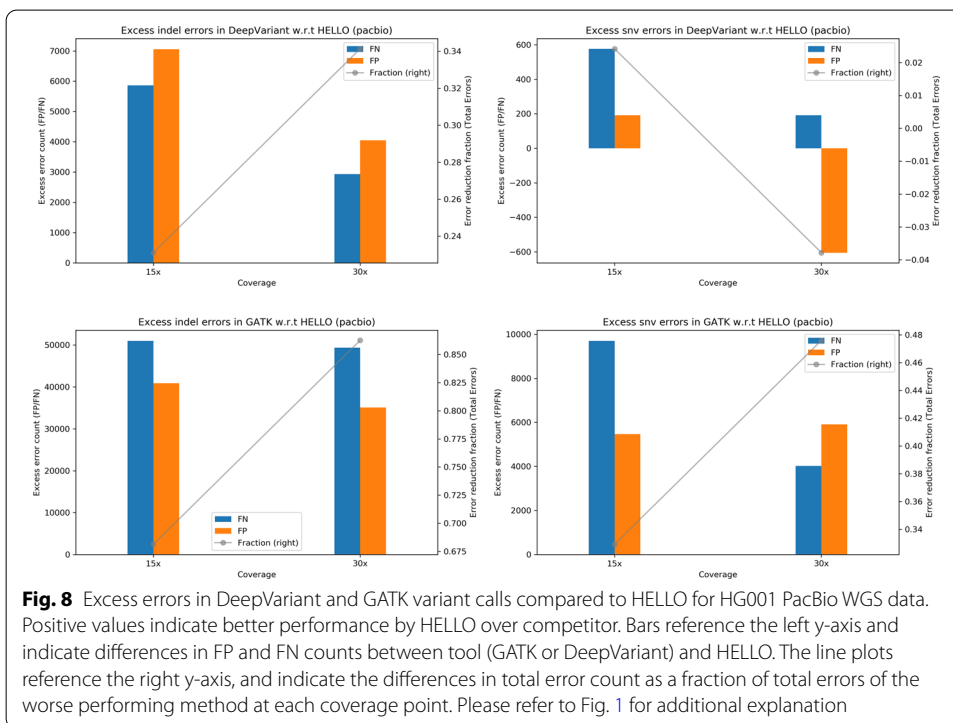 Excess indel errors in DeepVariant w.r.t HELLO (pacbio)
FN
FP
Fraction (right)
Excess error count (FP/FN)
7000
6000
5000
4000
3000
2000
1000
0
0.34
0.32
0.30
0.28
0.26
0.24
Error reduction fraction (Total Errors)
15x
30x
Coverage
Excess snv errors in DeepVariant w.r.t HELLO (pacbio)
FN
FP
Fraction (right)
Excess error count (FP/FN)
600
400
200
0
−200
−400
−600
0.02
0.01
0.00
−0.01
−0.02
−0.03
−0.04
Error reduction fraction (Total Errors)
15x
30x
Coverage
Excess indel errors in GATK w.r.t HELLO (pacbio)
Excess error count (FP/FN)
50000
40000
30000
20000
10000
0
FN
FP
Fraction (right)
0.850
0.825
0.800
0.775
0.750
0.725
0.700
0.675
Error reduction fraction (Total Errors)
15x
30x
Coverage
Excess snv errors in GATK w.r.t HELLO (pacbio)
FN
FP
Fraction (right)
Excess error count (FP/FN)
10000
8000
6000
4000
2000
0
0.48
0.46
0.44
0.42
0.40
0.38
0.36
0.34
Error reduction fraction (Total Errors)
15x
30x
Coverage
Fig. 8 Excess errors in DeepVariant and GATK variant calls compared to HELLO for HG001 PacBio WGS data.
Positive values indicate better performance by HELLO over competitor. Bars reference the left y-axis and
indicate differences in FP and FN counts between tool (GATK or DeepVariant) and HELLO. The line plots
reference the right y-axis, and indicate the differences in total error count as a fraction of total errors of the
worse performing method at each coverage point. Please refer to Fig. 1 for additional explanation